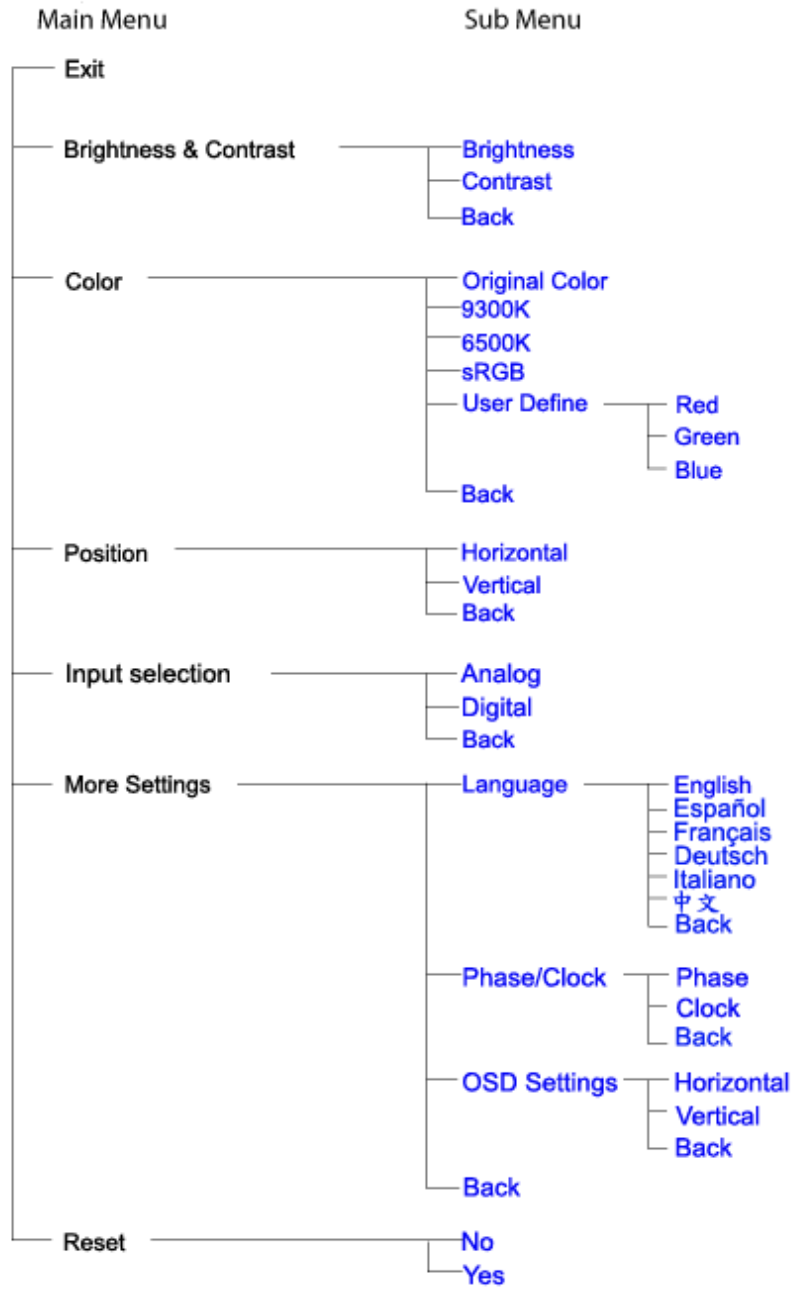 Main Menu Sub Menu
Exit
Brightness & Contrast Brightness
Contrast
Back
Color Original Color
9300K
6500K
sRGB
User Define Red
Green
Blue
Back
Position Horizontal
Vertical
Back
Input selection Analog
Digital
Back
More Settings Language English
Español
Français
Deutsch
Italiano
中文
Back
Phase/Clock Phase
Clock
Back
OSD Settings Horizontal
Vertical
Back
Back
Reset No
Yes